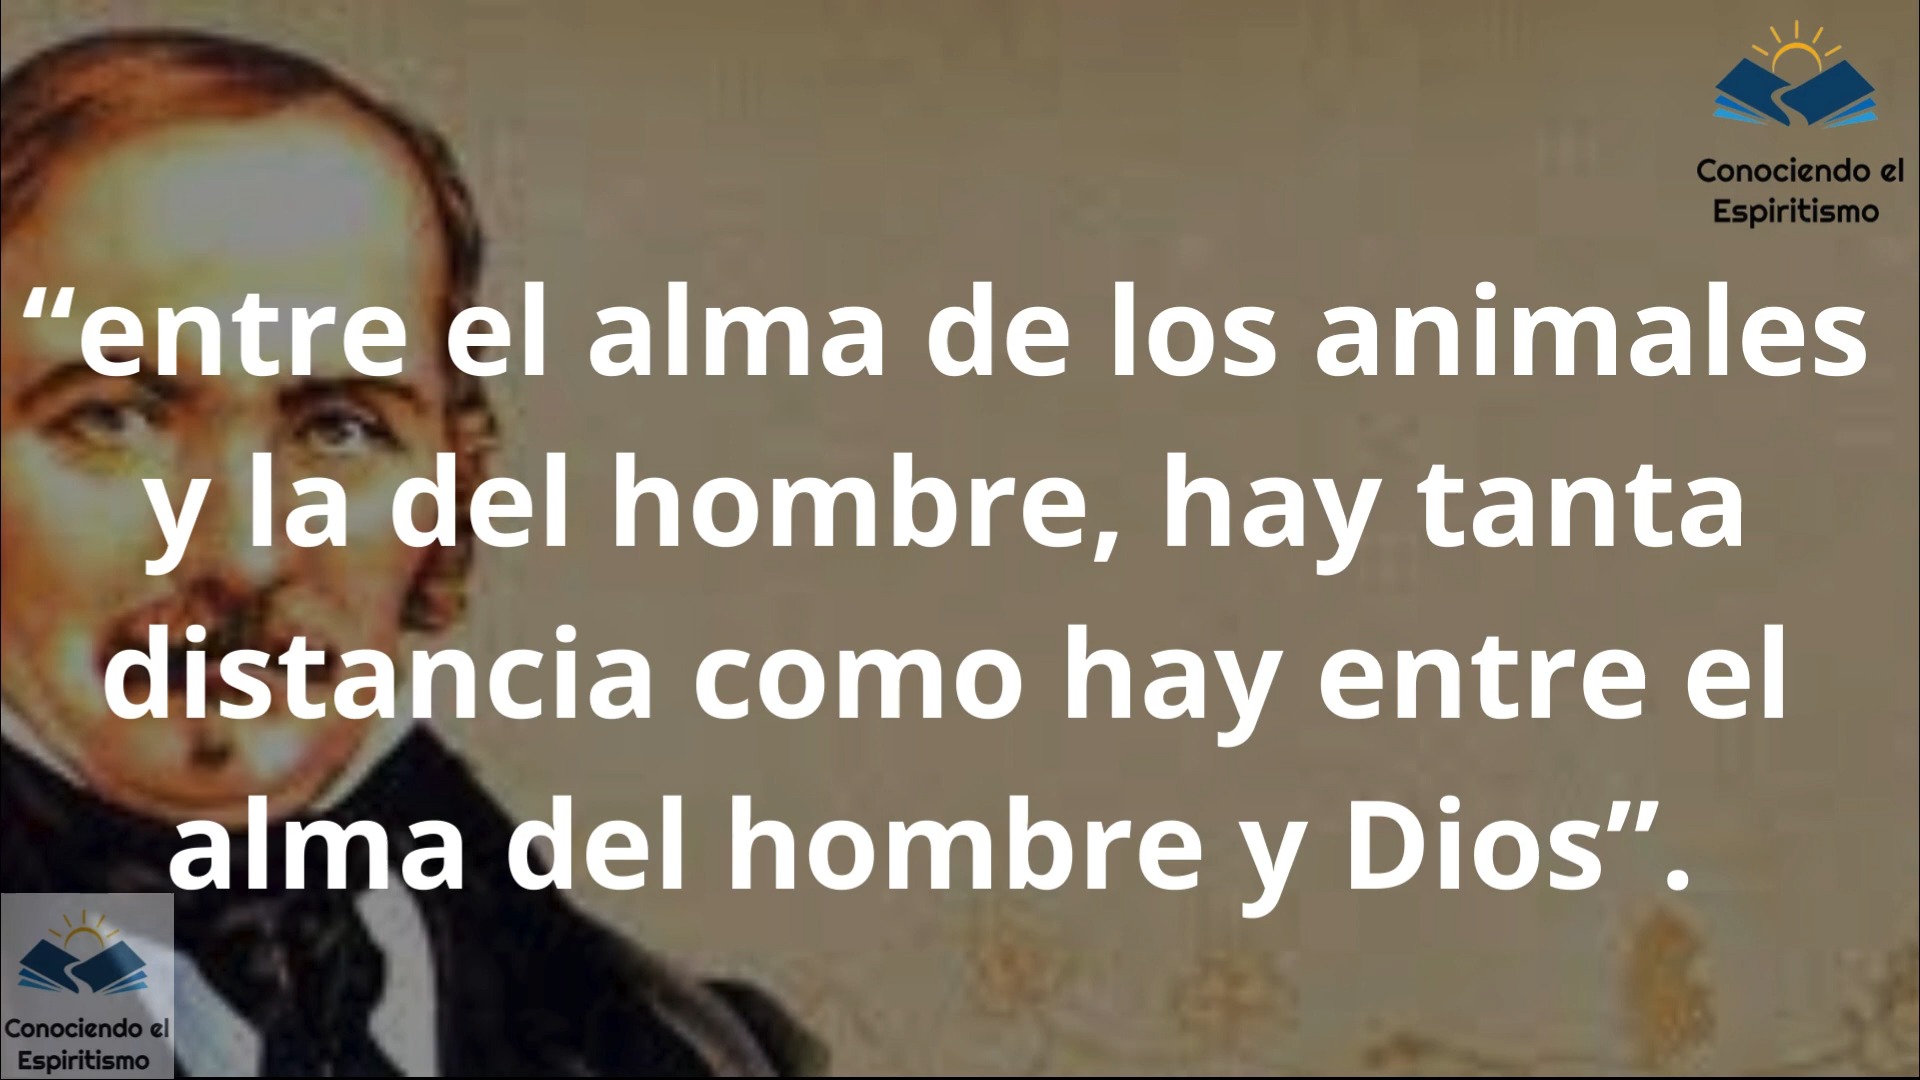 Conociendo el
Espiritismo
“entre el alma de los animales
y la del hombre, hay tanta
distancia como hay entre el
alma del hombre y Dios”.
Conociendo el
Espiritismo